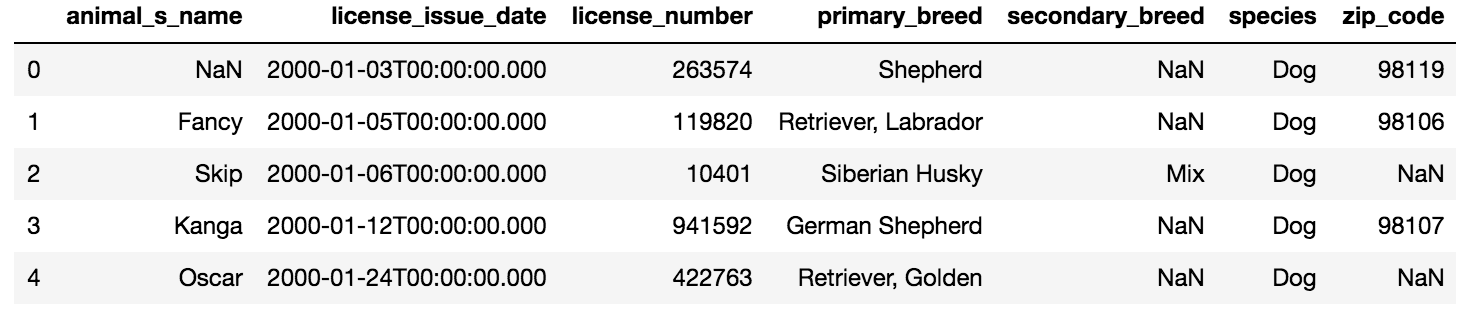 animal_s_name license_issue_date license_number primary_breed secondary_breed species zip_code
0 NaN 2000-01-03T00:00:00.000 263574 Shepherd NaN Dog 98119
1 Fancy 2000-01-05T00:00:00.000 119820 Retriever, Labrador NaN Dog 98106
2 Skip 2000-01-06T00:00:00.000 10401 Siberian Husky Mix Dog NaN
3 Kanga 2000-01-12T00:00:00.000 941592 German Shepherd NaN Dog 98107
4 Oscar 2000-01-24T00:00:00.000 422763 Retriever, Golden NaN Dog NaN